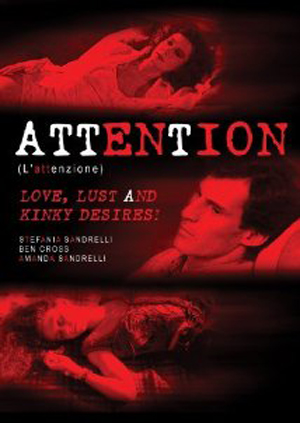 ATTENTION
(L'attenzione)
LOVE, LUST AND
KINKY DESIRES!
STEFANIA SANDRELLI
BEN CROSS
AMANDA SANDRELLI